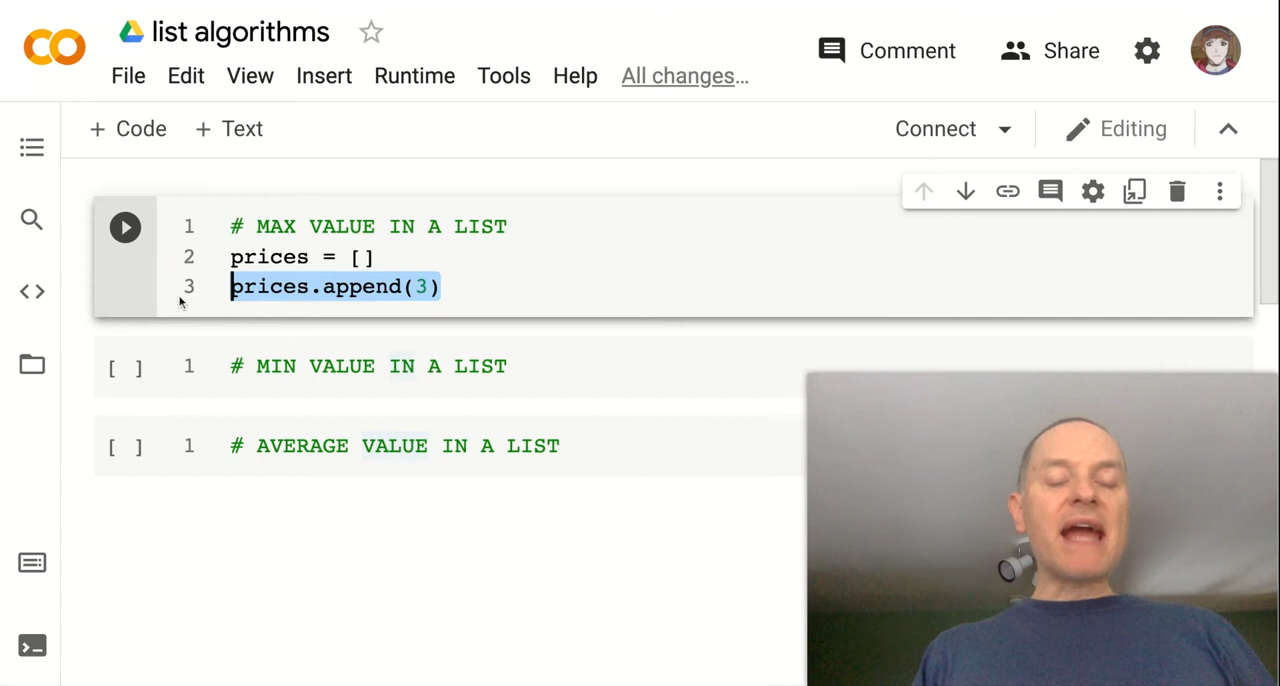 list algorithms
File Edit View Insert Runtime Tools Help All changes…
Comment Share
+ Code + Text
Connect Editing
1 # MAX VALUE IN A LIST
2 prices = []
3 prices.append(3)
[ ] 1 # MIN VALUE IN A LIST
[ ] 1 # AVERAGE VALUE IN A LIST